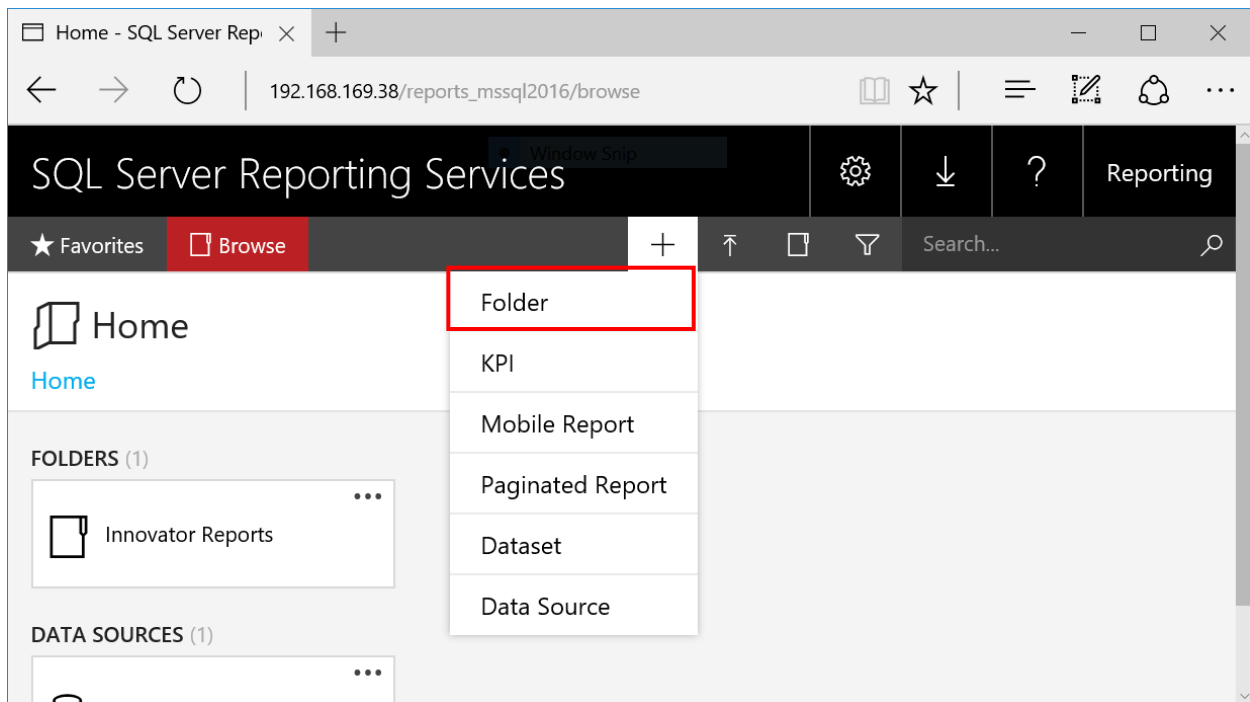 Home - SQL Server Rep
192.168.169.38/reports_mssql2016/browse
Window Snip
SQL Server Reporting Services
? Reporting
Favorites Browse Search...
Folder
KPI
Mobile Report
Paginated Report
Dataset
Data Source
Home
Home
FOLDERS (1)
Innovator Reports
DATA SOURCES (1)